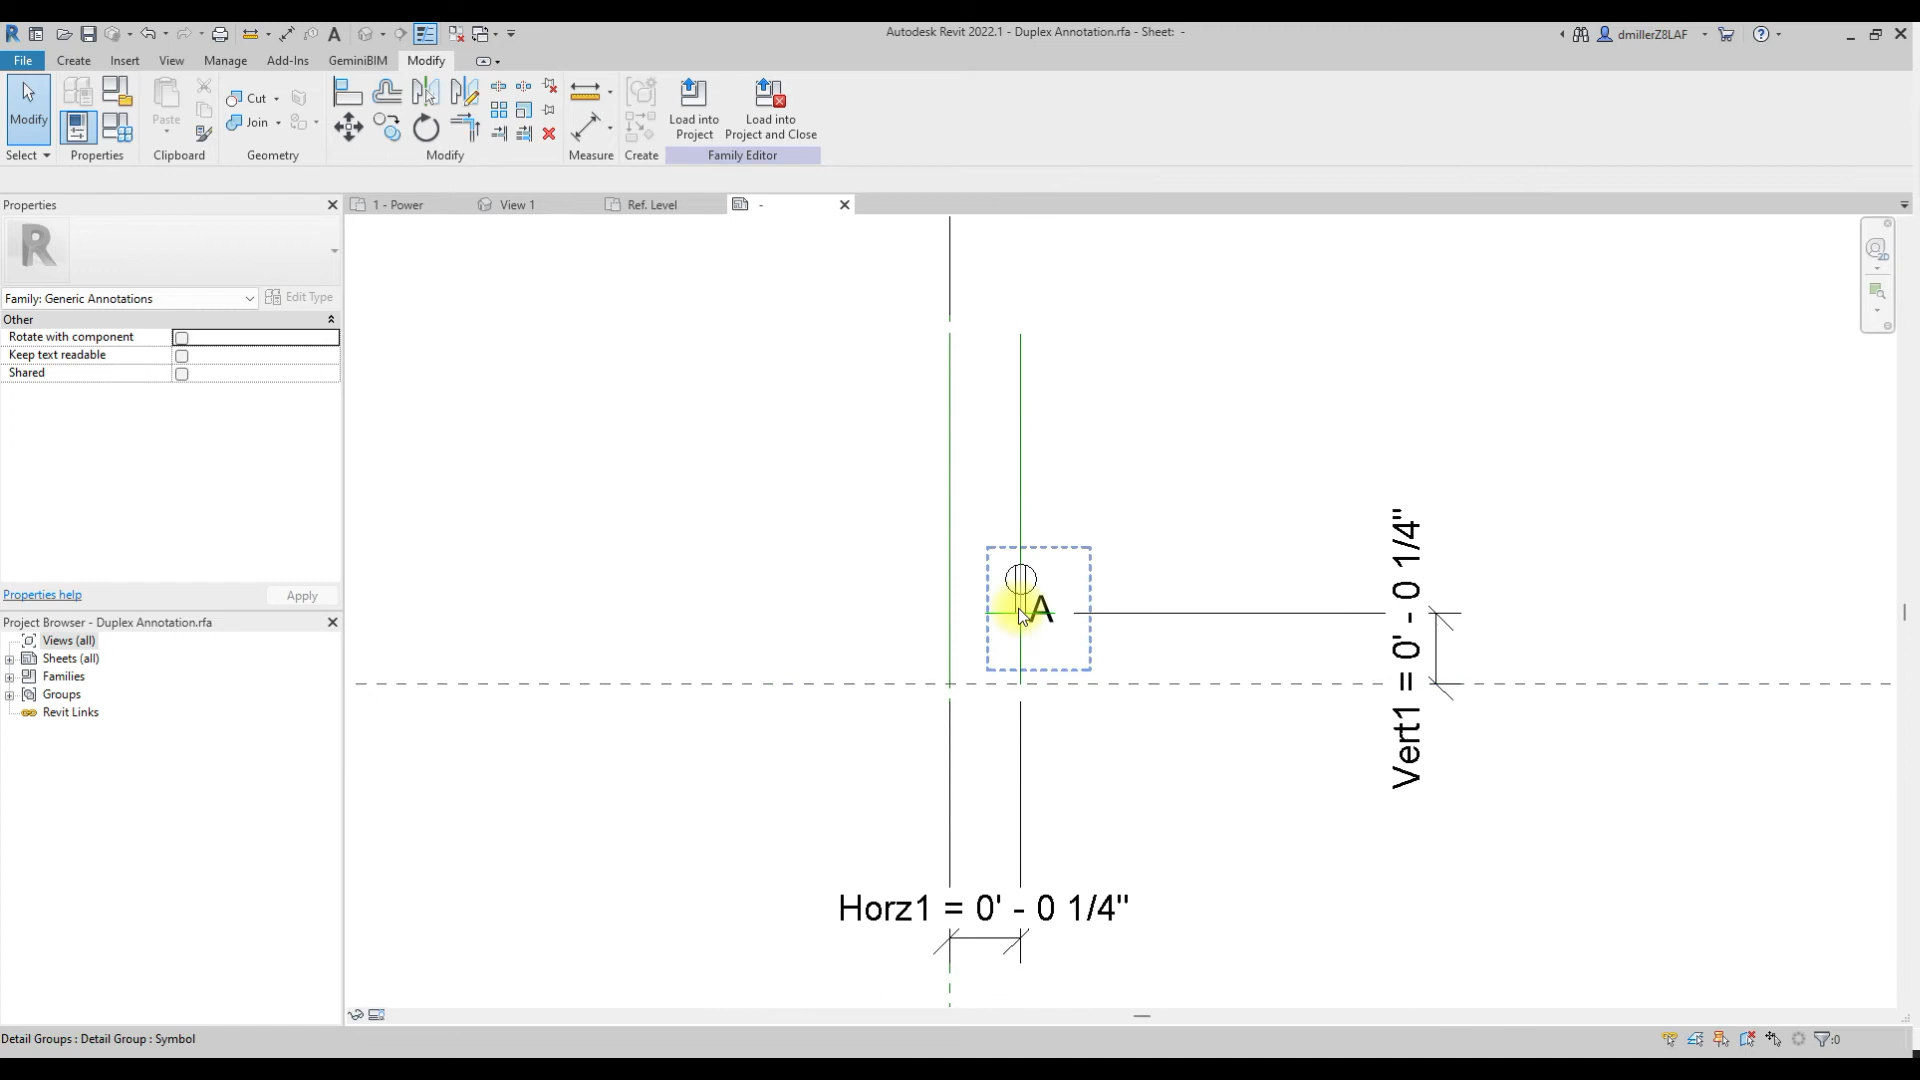 Autodesk Revit 2022.1 - Duplex Annotation.rfa - Sheet: -
dmillerZ8LAF
File
Create
Insert
View
Manage
Add-Ins
GeminiBIM
Modify
Modify
Paste
Cut
Join
Load into
Project
Load into
Project and Close
Select
Properties
Clipboard
Geometry
Modify
Measure
Create
Family Editor
Properties
1 - Power
View 1
Ref. Level
-
R
Family: Generic Annotations
Edit Type
Other
Rotate with component
Keep text readable
Shared
Properties help
Apply
Project Browser - Duplex Annotation.rfa
Views (all)
Sheets (all)
Families
Groups
Revit Links
A
Vert1 = 0' - 0 1/4"
Horz1 = 0' - 0 1/4"
Detail Groups : Detail Group : Symbol
:0